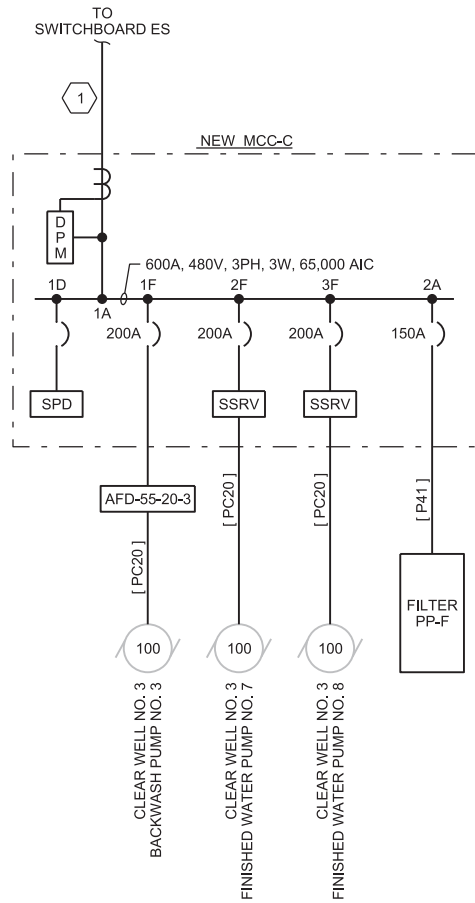 TO
SWITCHBOARD ES
1
NEW MCC-C
DPM
600A, 480V, 3PH, 3W, 65,000 AIC
1D
1A
1F
2F
3F
2A
200A
200A
200A
150A
SPD
SSRV
SSRV
AFD-55-20-3
[ PC20 ]
[ PC20 ]
[ PC20 ]
[ P41 ]
FILTER
PP-F
100
100
100
CLEAR WELL NO. 3
BACKWASH PUMP NO. 3
CLEAR WELL NO. 3
FINISHED WATER PUMP NO. 7
CLEAR WELL NO. 3
FINISHED WATER PUMP NO. 8